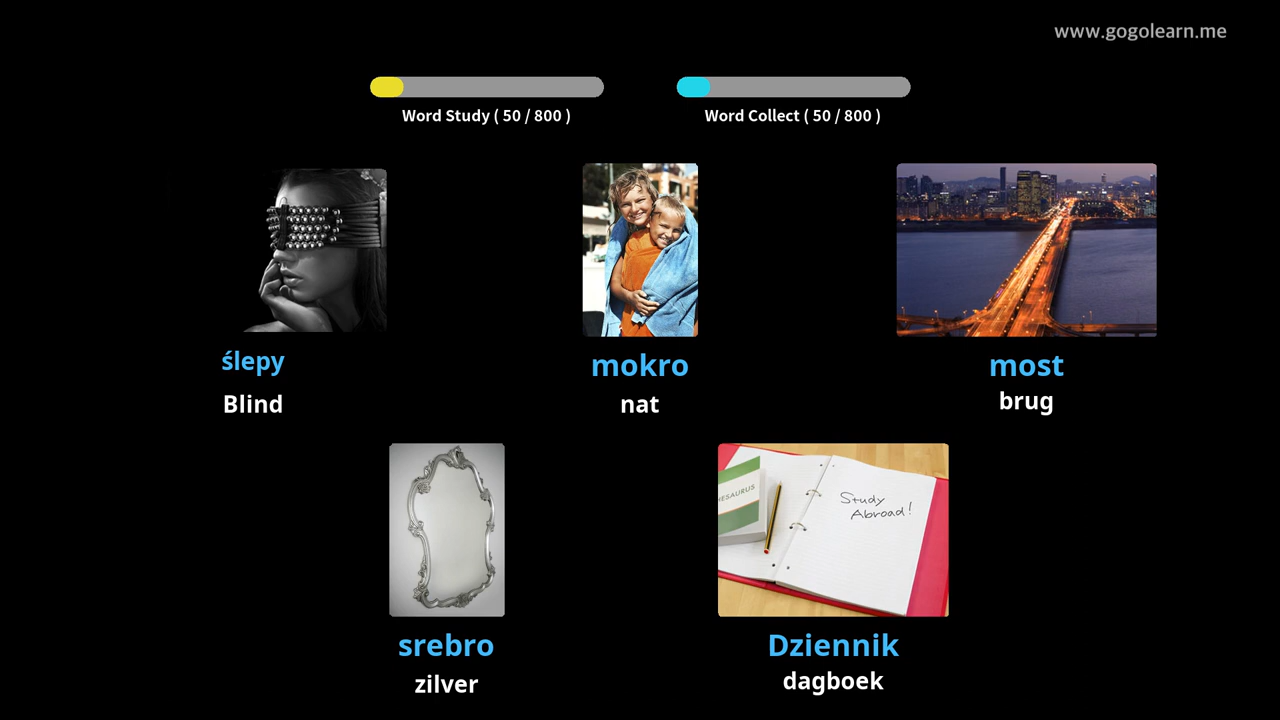 www.gogolearn.me
Word Study ( 50 / 800 )
Word Collect ( 50 / 800 )
ślepy
Blind
mokro
nat
most
brug
HESAURUS
Study
Abroad!
srebro
zilver
Dziennik
dagboek